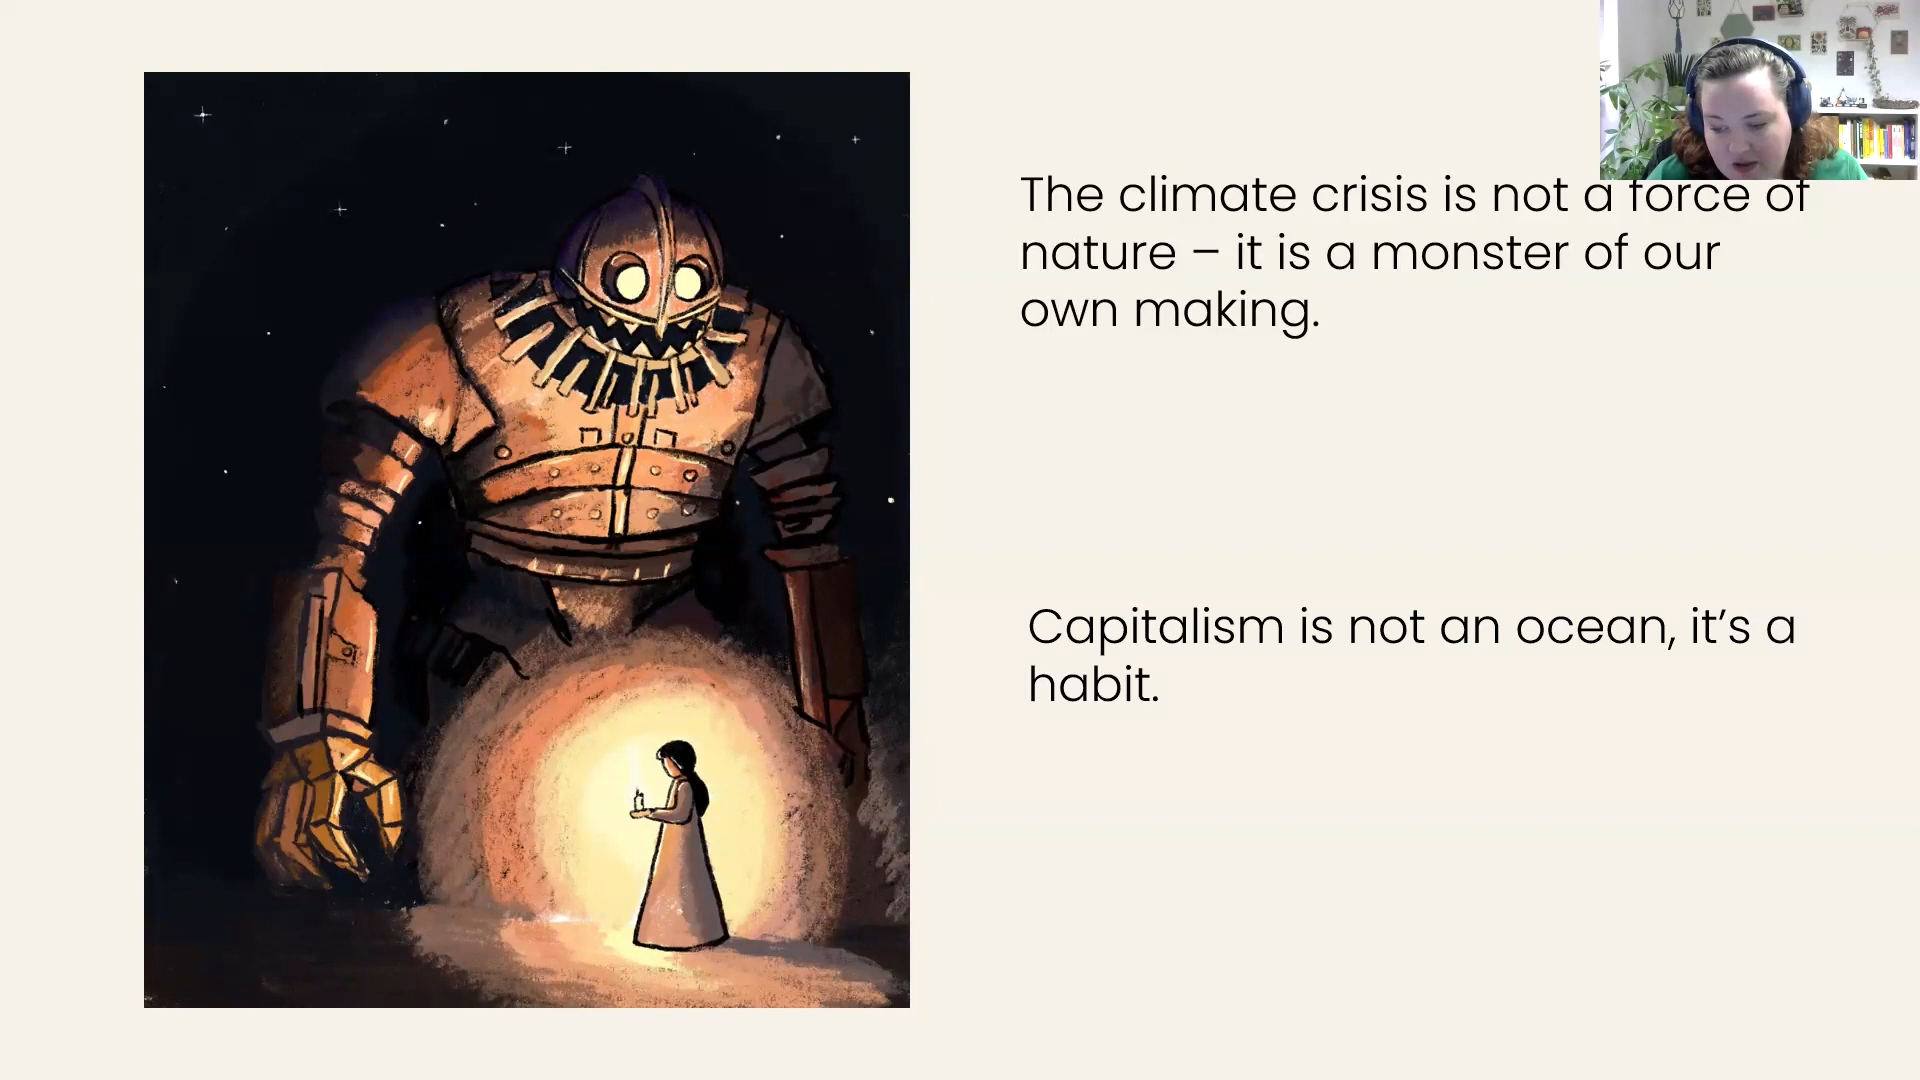 The climate crisis is not a force of
nature – it is a monster of our
own making.
Capitalism is not an ocean, it’s a
habit.